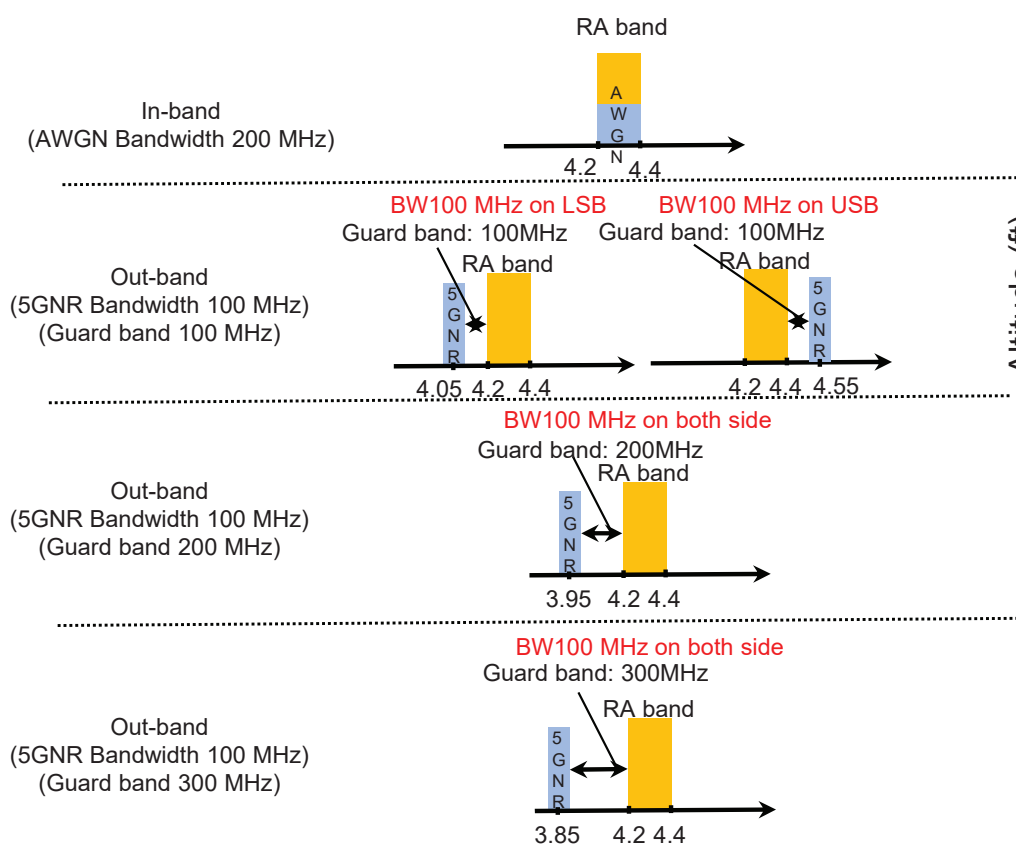 RA band
In-band
(AWGN Bandwidth 200 MHz)
A
W
G
N
4.2
4.4
BW100 MHz on LSB
BW100 MHz on USB
Guard band: 100MHz
Guard band: 100MHz
RA band
RA band
Out-band
(5GNR Bandwidth 100 MHz)
(Guard band 100 MHz)
5
G
N
R
5
G
N
R
4.05
4.2
4.4
4.2
4.4
4.55
Altitude (ft)
BW100 MHz on both side
Guard band: 200MHz
RA band
Out-band
(5GNR Bandwidth 100 MHz)
(Guard band 200 MHz)
5
G
N
R
3.95
4.2
4.4
BW100 MHz on both side
Guard band: 300MHz
RA band
Out-band
(5GNR Bandwidth 100 MHz)
(Guard band 300 MHz)
5
G
N
R
3.85
4.2
4.4